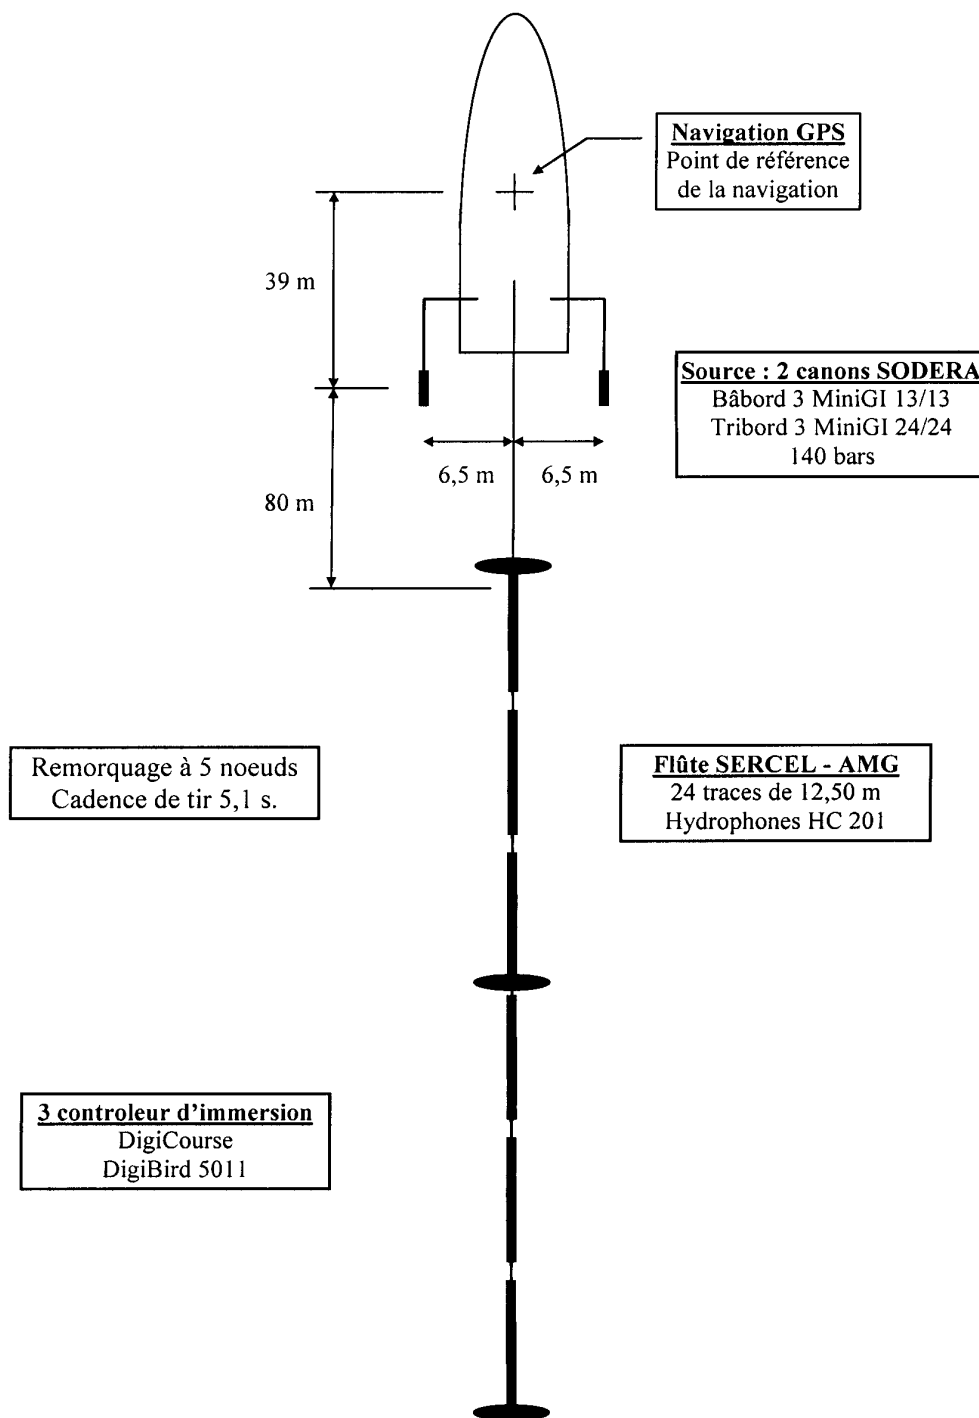 Navigation GPS
Point de référence
de la navigation
39 m
Source : 2 canons SODERA
Bâbord 3 MiniGI 13/13
Tribord 3 MiniGI 24/24
140 bars
6,5 m
6,5 m
80 m
Remorquage à 5 noeuds
Cadence de tir 5,1 s.
Flûte SERCEL - AMG
24 traces de 12,50 m
Hydrophones HC 201
3 controleur d'immersion
DigiCourse
DigiBird 5011